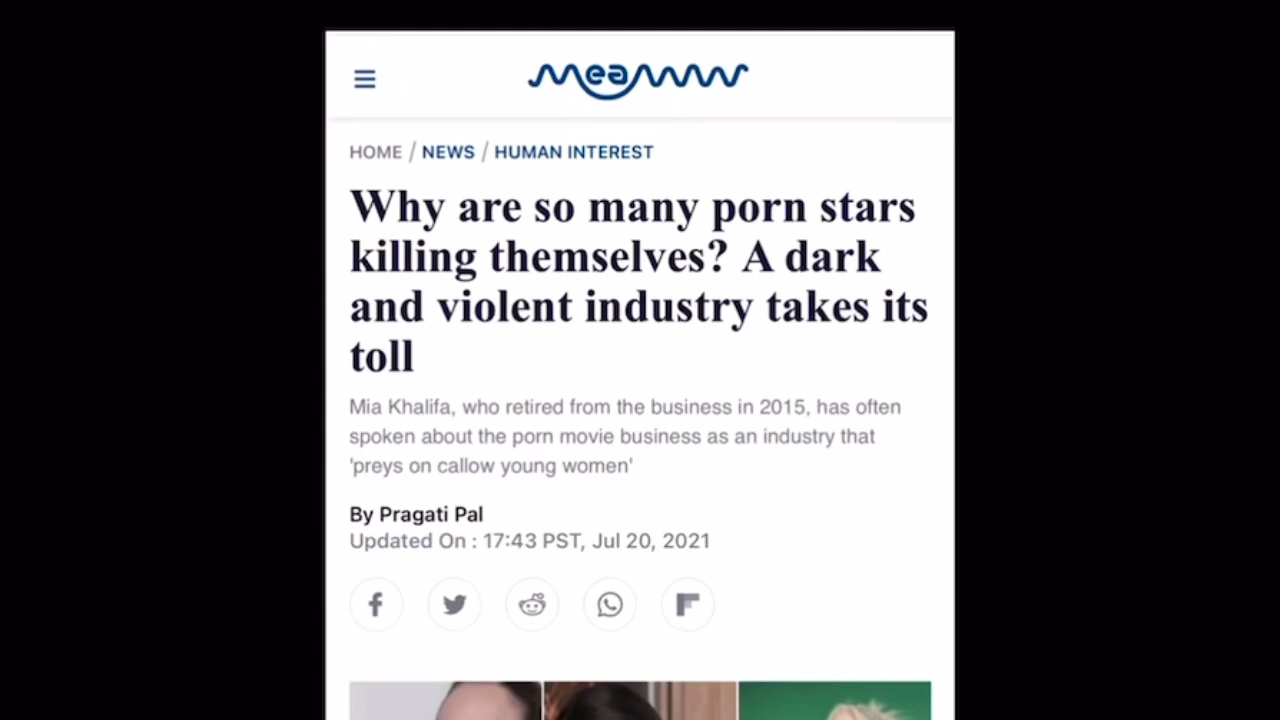 meaww
HOME / NEWS / HUMAN INTEREST
Why are so many porn stars
killing themselves? A dark
and violent industry takes its
toll
Mia Khalifa, who retired from the business in 2015, has often
spoken about the porn movie business as an industry that
'preys on callow young women'
By Pragati Pal
Updated On : 17:43 PST, Jul 20, 2021